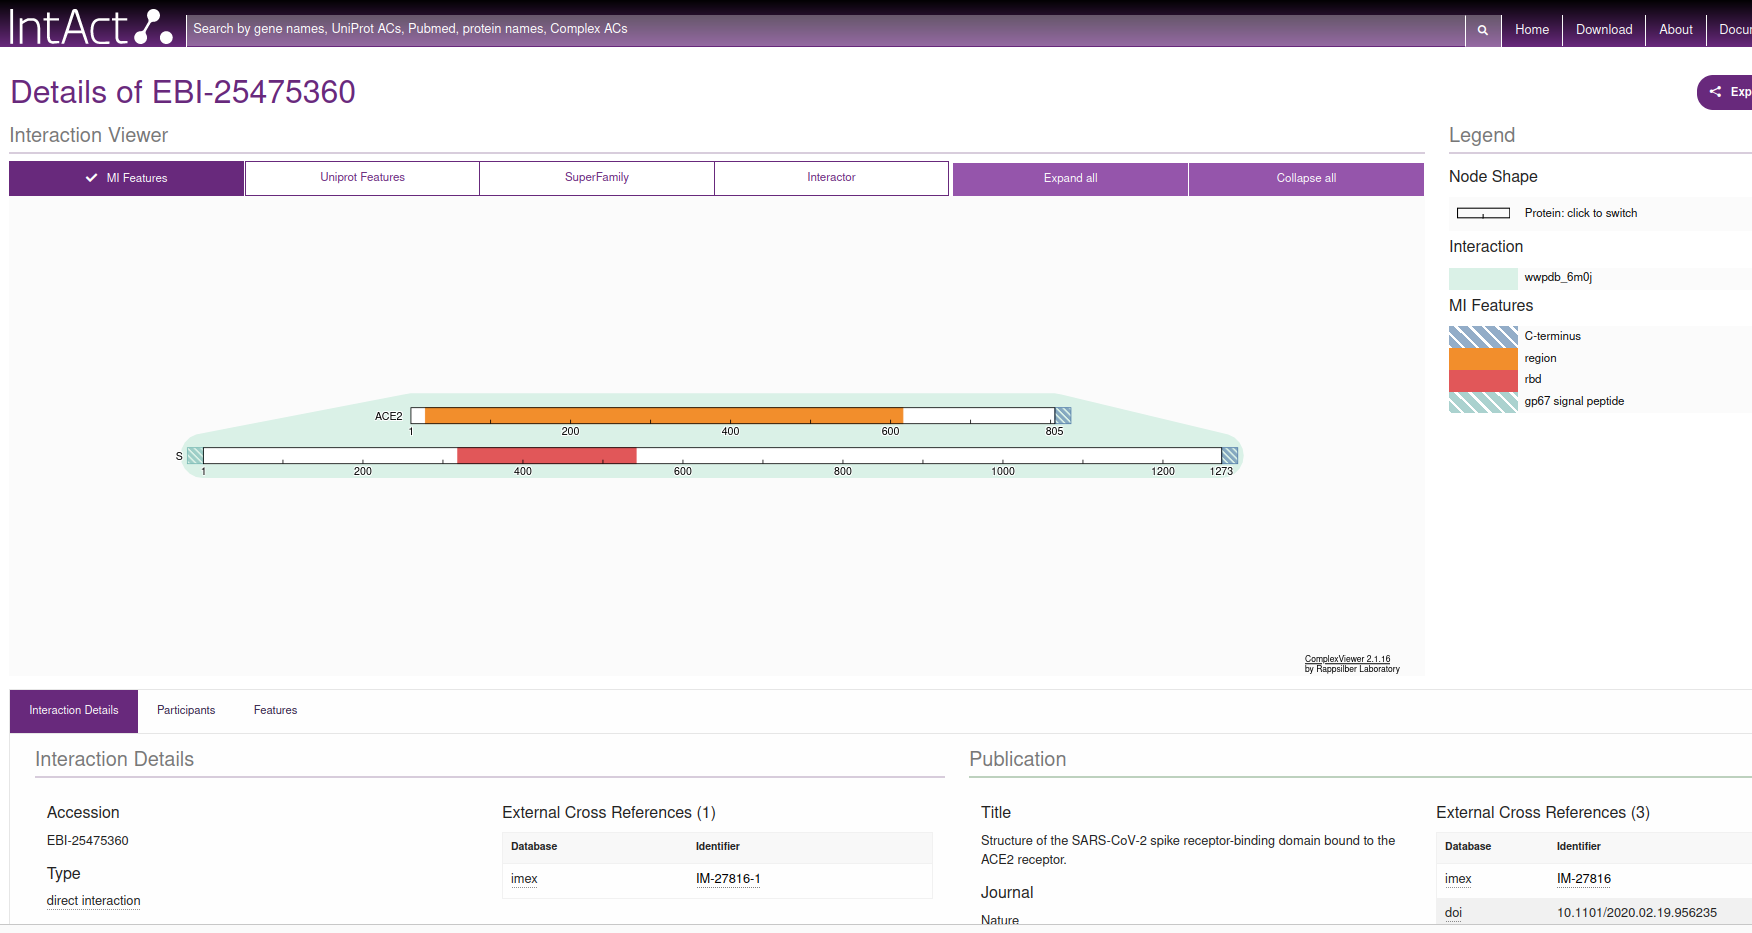 IntAct
Search by gene names, UniProt ACs, Pubmed, protein names, Complex ACs
Home
Download
About
Details of EBI-25475360
Interaction Viewer
MI Features
Uniprot Features
SuperFamily
Interactor
Expand all
Collapse all
ACE2
1 200 400 600 805
S
1 200 400 600 800 1000 1200 1273
ComplexViewer 2.1.16
by Rappsilber Laboratory
Legend
Node Shape
Protein: click to switch
Interaction
wwpdb_6m0j
MI Features
C-terminus
region
rbd
gp67 signal peptide
Interaction Details
Participants
Features
Interaction Details
Accession
EBI-25475360
Type
direct interaction
External Cross References (1)
Database Identifier
imex IM-27816-1
Publication
Title
Structure of the SARS-CoV-2 spike receptor-binding domain bound to the
ACE2 receptor.
Journal
Nature
External Cross References (3)
Database Identifier
imex IM-27816
doi 10.1101/2020.02.19.956235